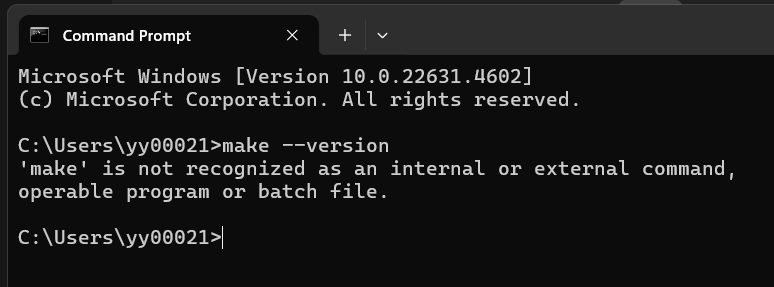 Command Prompt
Microsoft Windows [Version 10.0.22631.4602]
(c) Microsoft Corporation. All rights reserved.
C:\Users\yy00021>make --version
'make' is not recognized as an internal or external command,
operable program or batch file.
C:\Users\yy00021>